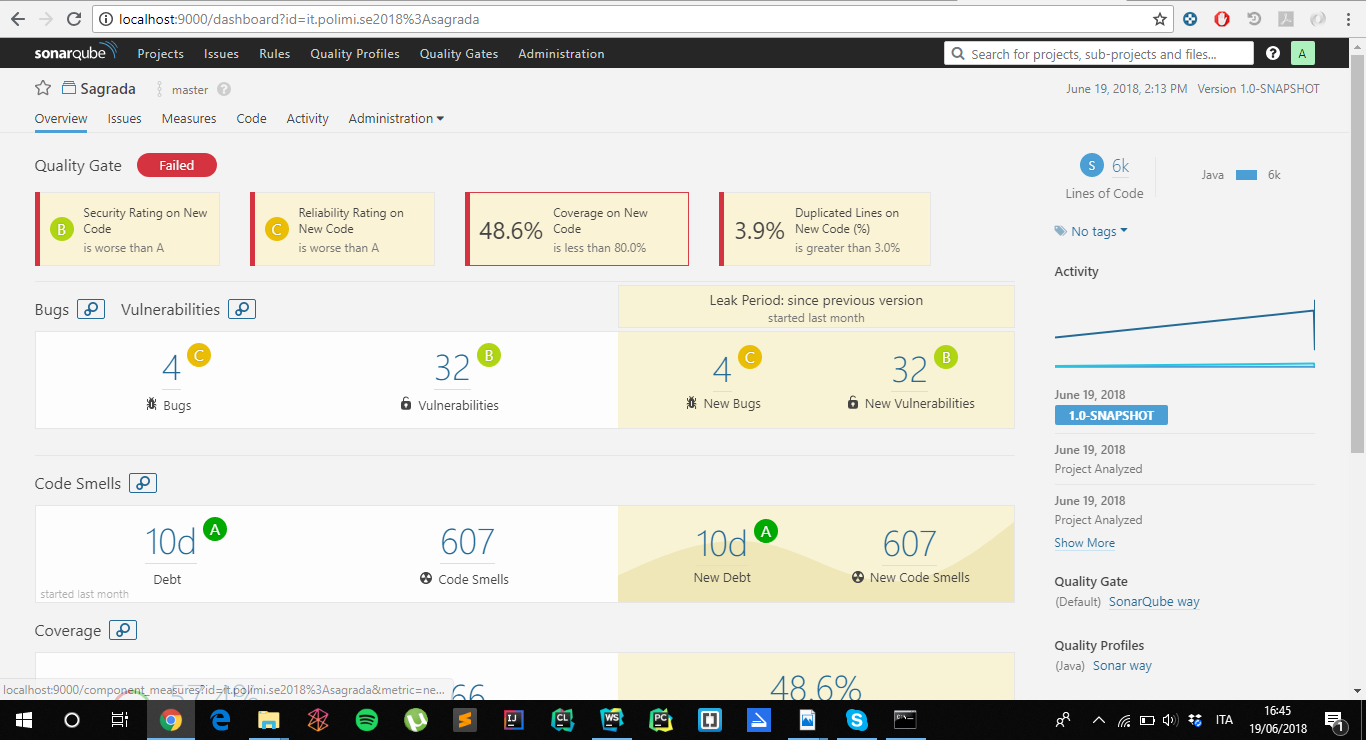 localhost:9000/dashboard?id=it.polimi.se2018%3Asagrada
sonarqube Projects Issues Rules Quality Profiles Quality Gates Administration Search for projects, sub-projects and files... ? A
Sagrada master ? June 19, 2018, 2:13 PM Version 1.0-SNAPSHOT
Overview Issues Measures Code Activity Administration
Quality Gate Failed
B Security Rating on New Code is worse than A
C Reliability Rating on New Code is worse than A
48.6% Coverage on New Code is less than 80.0%
3.9% Duplicated Lines on New Code (%) is greater than 3.0%
Bugs Vulnerabilities
Leak Period: since previous version
started last month
4 C 32 B 4 C 32 B
Bugs Vulnerabilities New Bugs New Vulnerabilities
Code Smells
10d A 607 10d A 607
Debt Code Smells New Debt New Code Smells
started last month
Coverage
48.6%
localhost:9000/component_measures?id=it.polimi.se2018%3Asagrada&metric=ne...
S 6k Java 6k
Lines of Code
No tags
Activity
June 19, 2018
1.0-SNAPSHOT
June 19, 2018
Project Analyzed
June 19, 2018
Project Analyzed
Show More
Quality Gate
(Default) SonarQube way
Quality Profiles
(Java) Sonar way
IJ CL WS PC ITA 16:45
19/06/2018 1